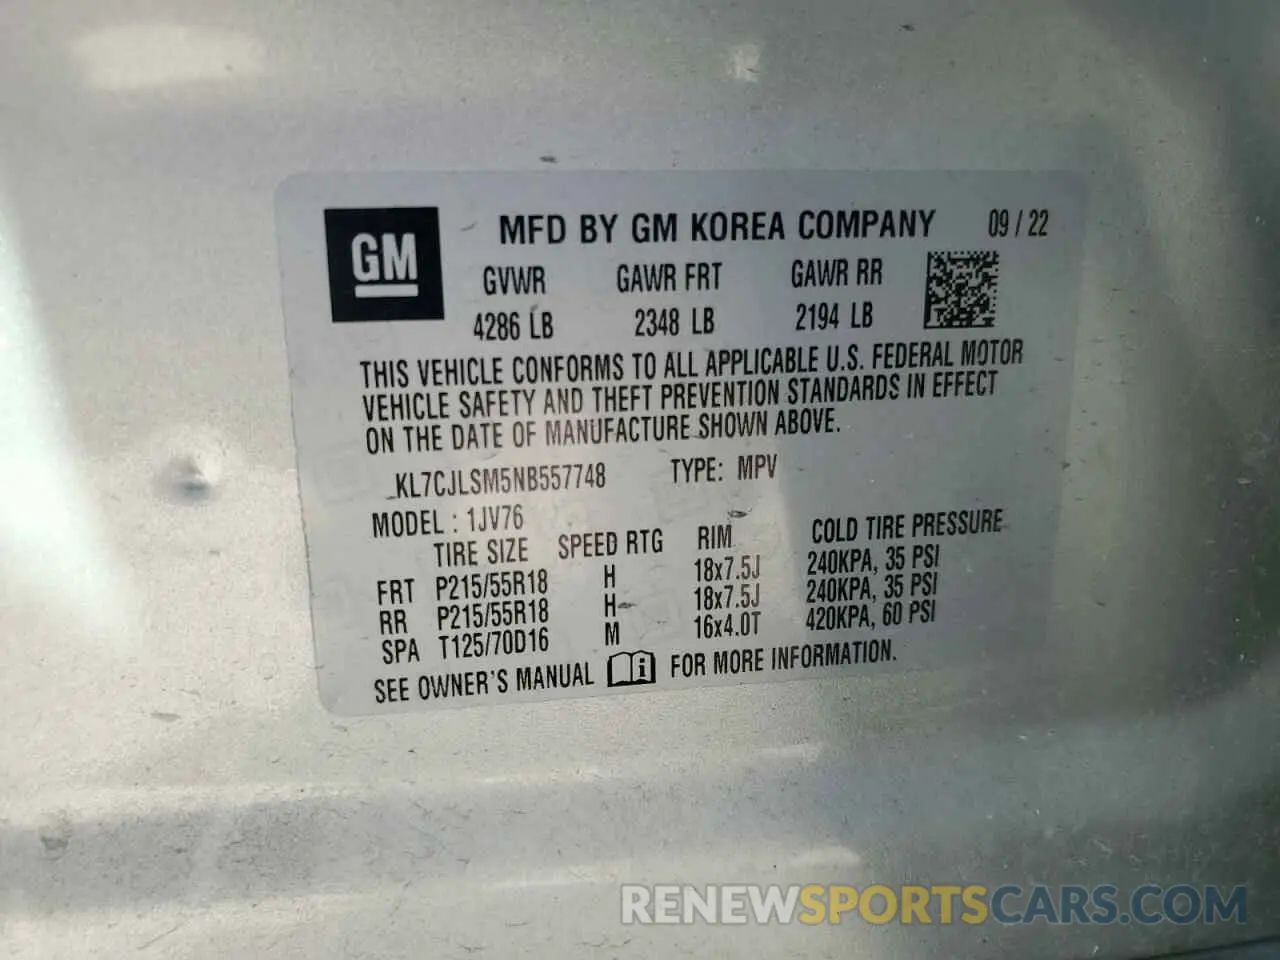 GM
MFD BY GM KOREA COMPANY 09 / 22
GVWR GAWR FRT GAWR RR
4286 LB 2348 LB 2194 LB
THIS VEHICLE CONFORMS TO ALL APPLICABLE U.S. FEDERAL MOTOR
VEHICLE SAFETY AND THEFT PREVENTION STANDARDS IN EFFECT
ON THE DATE OF MANUFACTURE SHOWN ABOVE.
KL7CJLSM5NB557748 TYPE: MPV
MODEL : 1JV76
TIRE SIZE SPEED RTG RIM COLD TIRE PRESSURE
FRT P215/55R18 H 18x7.5J 240KPA, 35 PSI
RR P215/55R18 H 18x7.5J 240KPA, 35 PSI
SPA T125/70D16 M 16x4.0T 420KPA, 60 PSI
SEE OWNER'S MANUAL i FOR MORE INFORMATION.
RENEWSPORTSCARS.COM